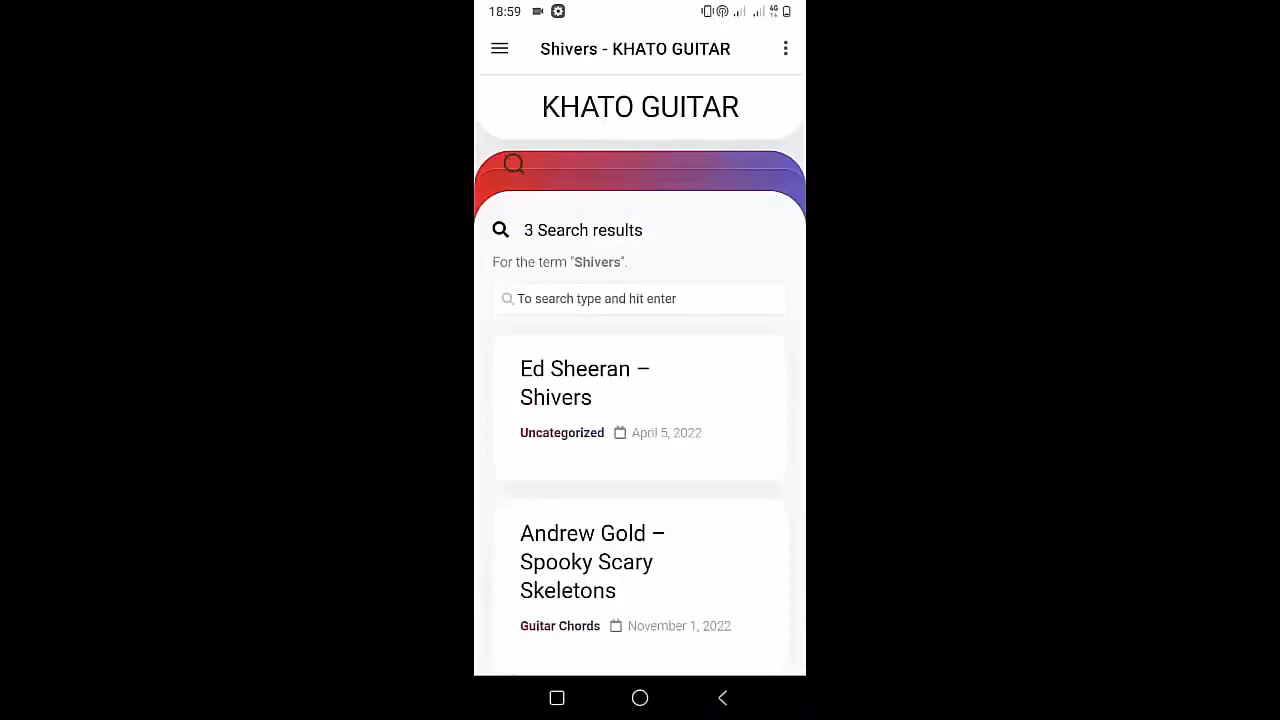 18:59
4G
Shivers - KHATO GUITAR
KHATO GUITAR
3 Search results
For the term "Shivers".
To search type and hit enter
Ed Sheeran –
Shivers
Uncategorized April 5, 2022
Andrew Gold –
Spooky Scary
Skeletons
Guitar Chords November 1, 2022